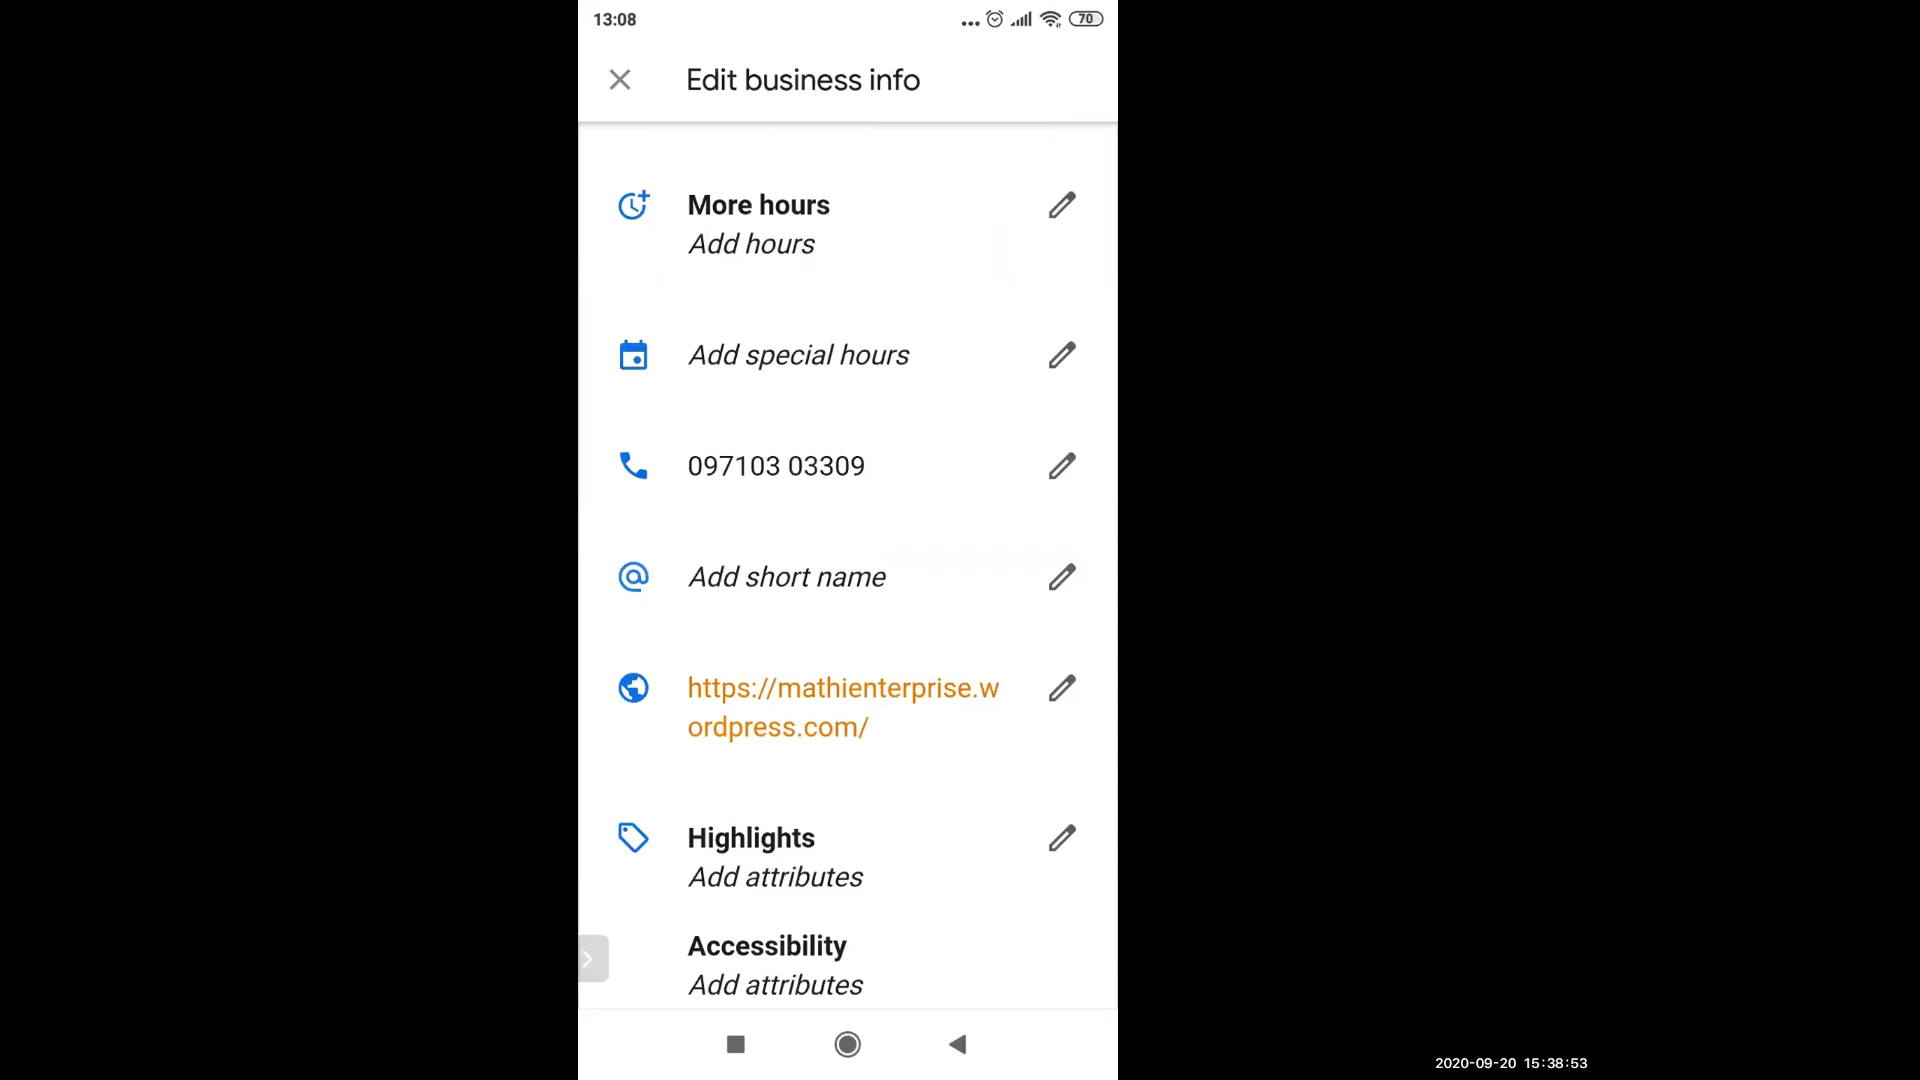 13:08
70
Edit business info
More hours
Add hours
Add special hours
097103 03309
Add short name
https://mathienterprise.w
ordpress.com/
Highlights
Add attributes
Accessibility
Add attributes
2020-09-20 15:38:53